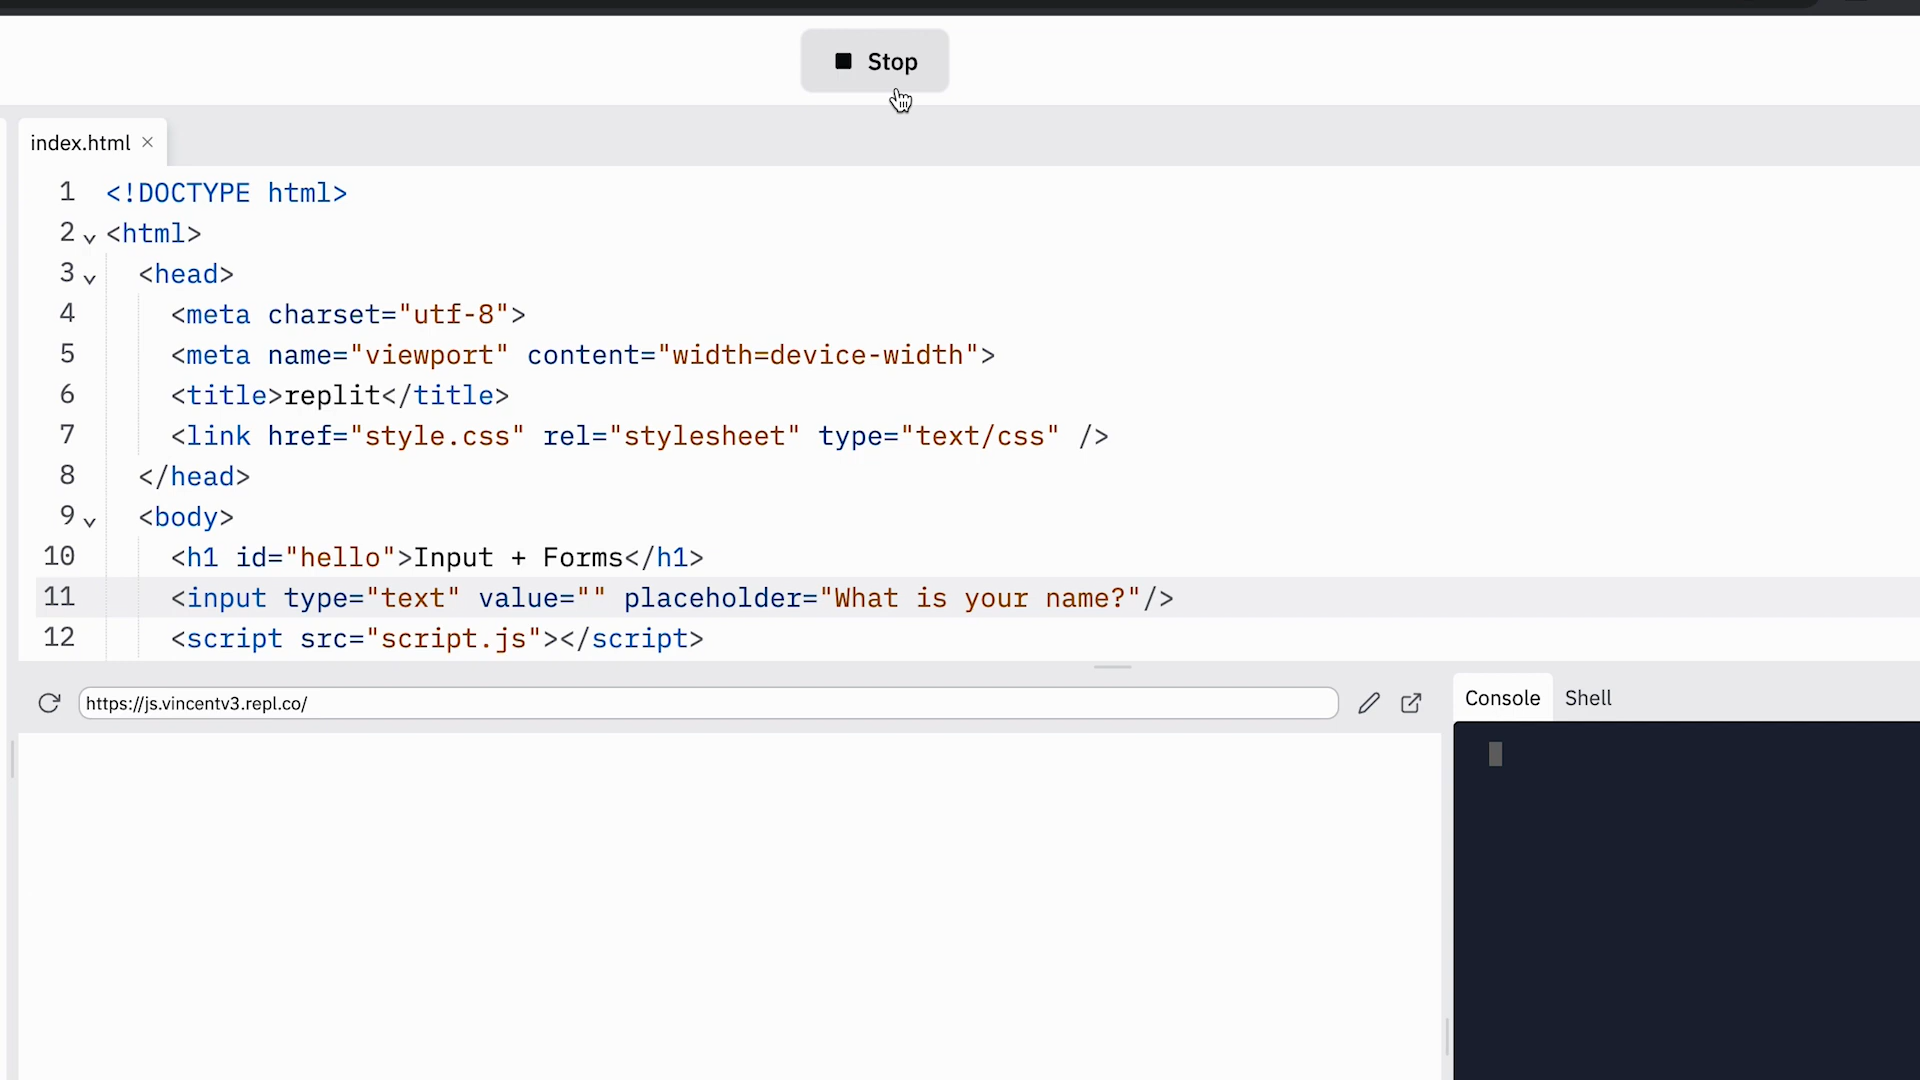 Stop
index.html ×
1 <!DOCTYPE html>
2 <html>
3 <head>
4 <meta charset="utf-8">
5 <meta name="viewport" content="width=device-width">
6 <title>replit</title>
7 <link href="style.css" rel="stylesheet" type="text/css" />
8 </head>
9 <body>
10 <h1 id="hello">Input + Forms</h1>
11 <input type="text" value="" placeholder="What is your name?"/>
12 <script src="script.js"></script>
https://js.vincentv3.repl.co/
Console Shell